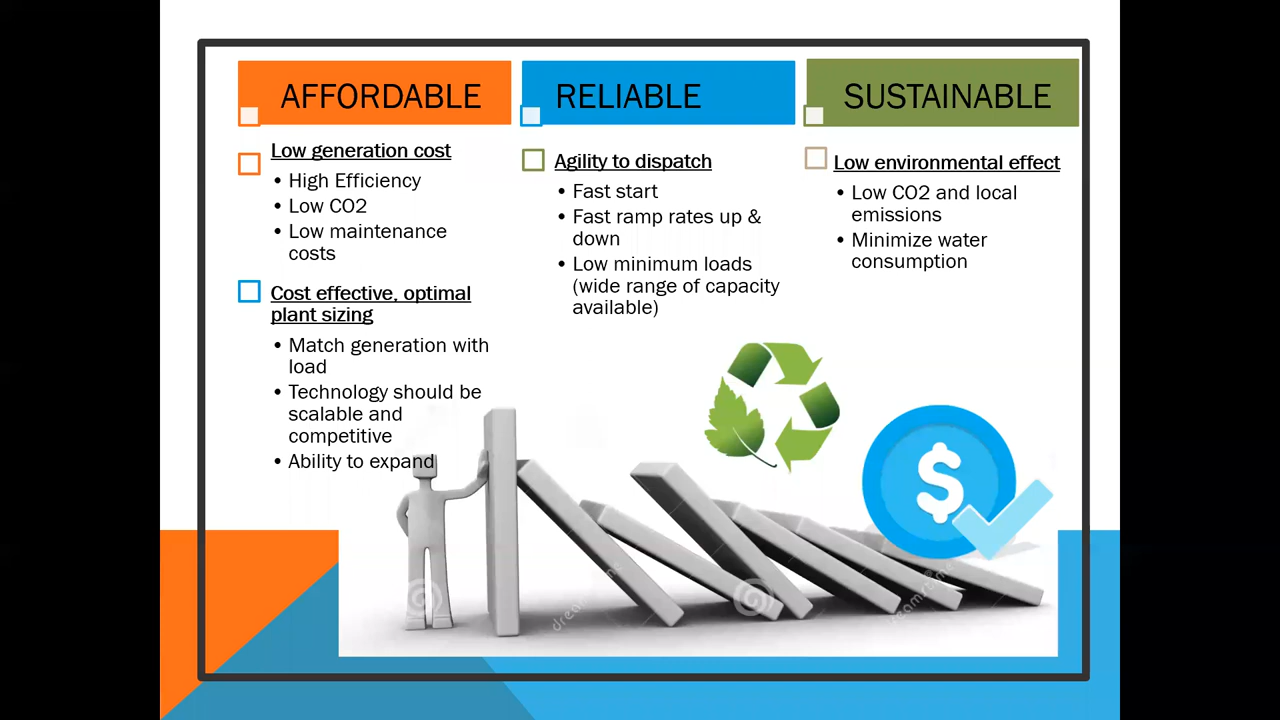 AFFORDABLE
Low generation cost
• High Efficiency
• Low CO2
• Low maintenance
costs
Cost effective, optimal
plant sizing
• Match generation with
load
• Technology should be
scalable and
competitive
• Ability to expand
RELIABLE
Agility to dispatch
• Fast start
• Fast ramp rates up &
down
• Low minimum loads
(wide range of capacity
available)
SUSTAINABLE
Low environmental effect
• Low CO2 and local
emissions
• Minimize water
consumption
$